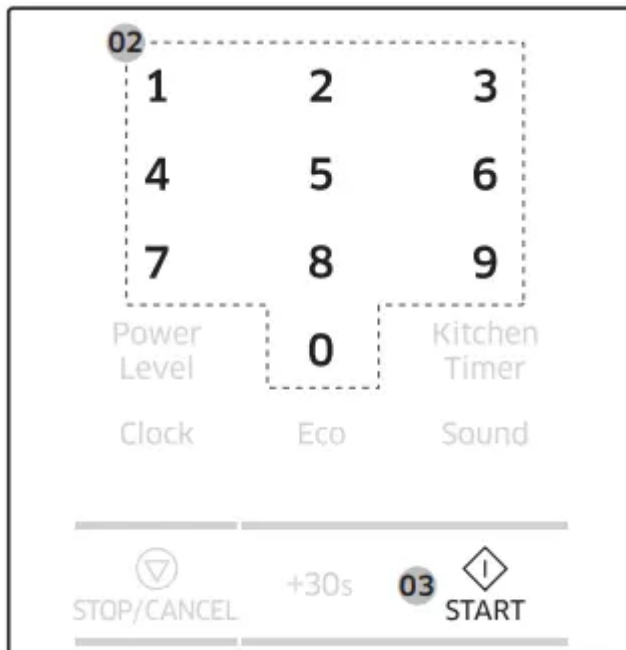 02
1 2 3
4 5 6
7 8 9
Power Level 0 Kitchen Timer
Clock Eco Sound
STOP/CANCEL +30s 03 START